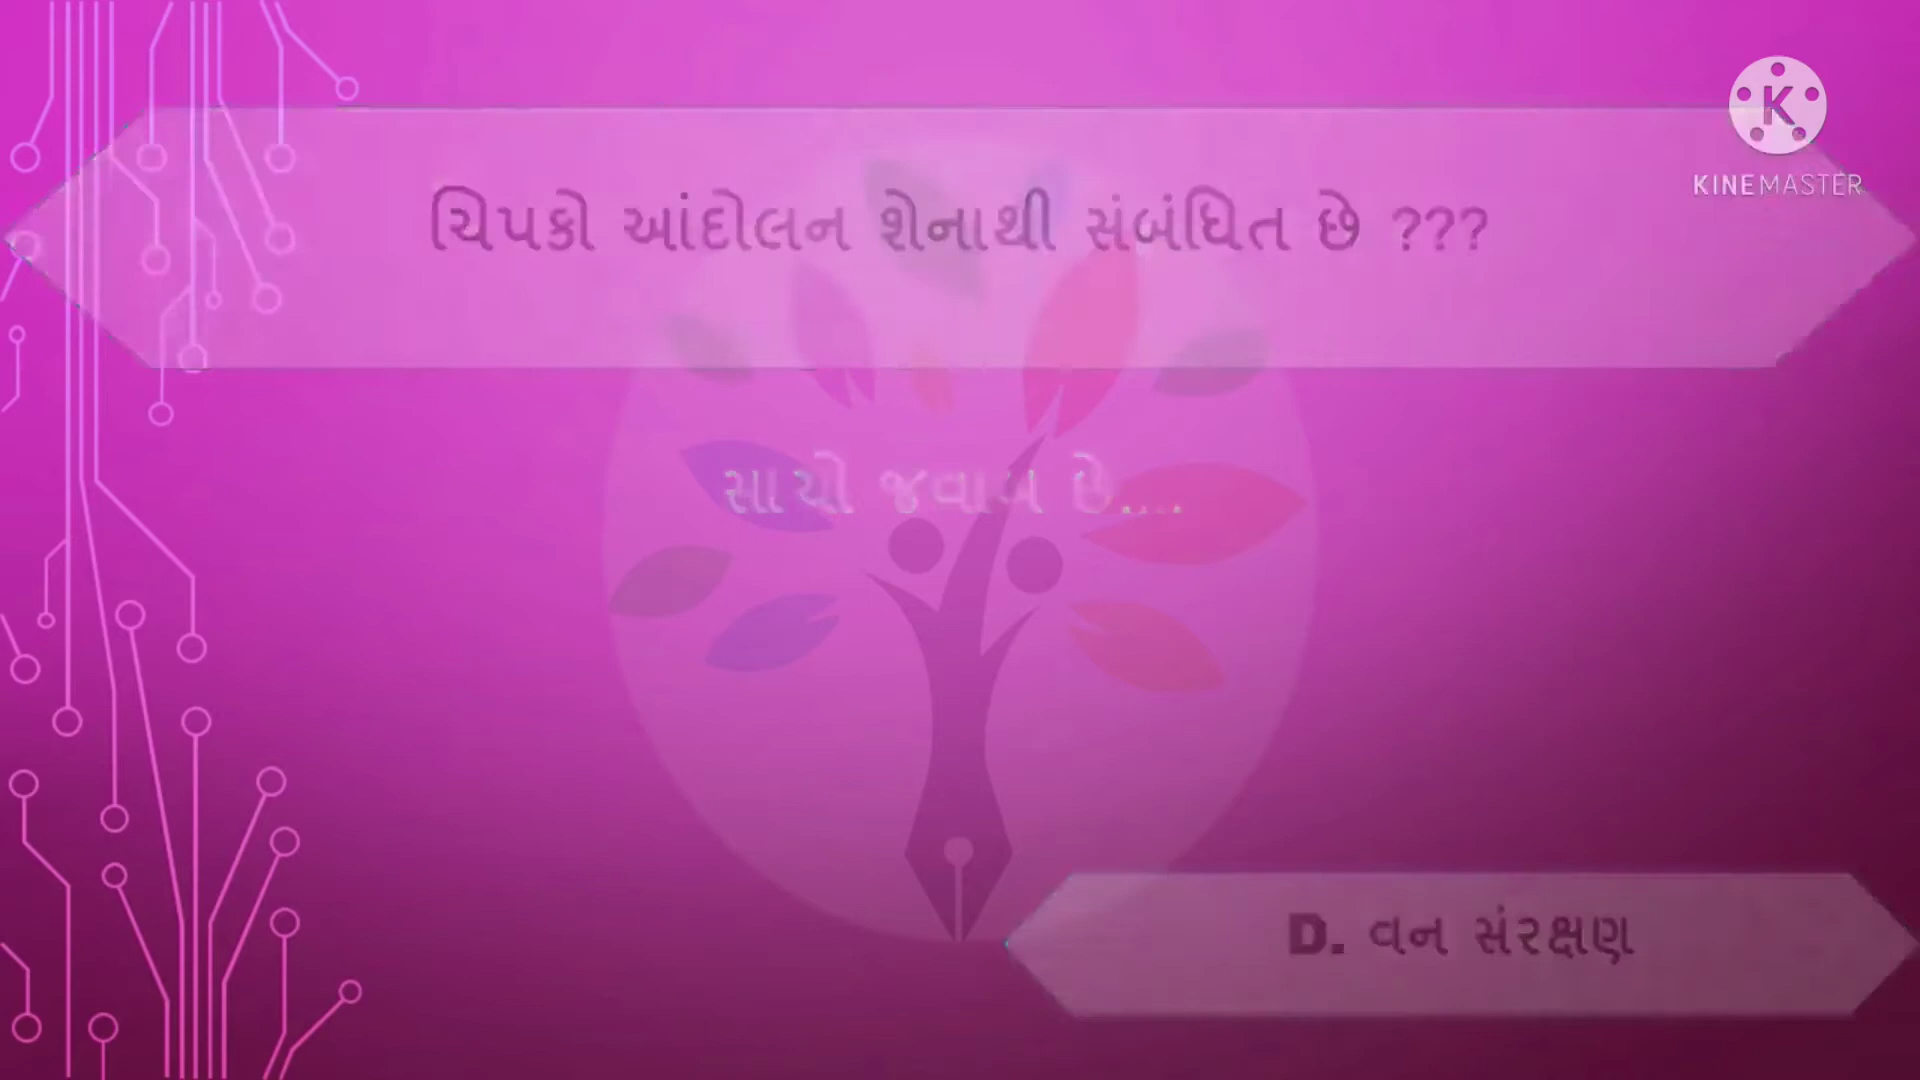 KINEMASTER
ચિપકો આંદોલન શેનાથી સંબંધિત છે ???
સાચો જવાબ છે....
D. વન સંરક્ષણ